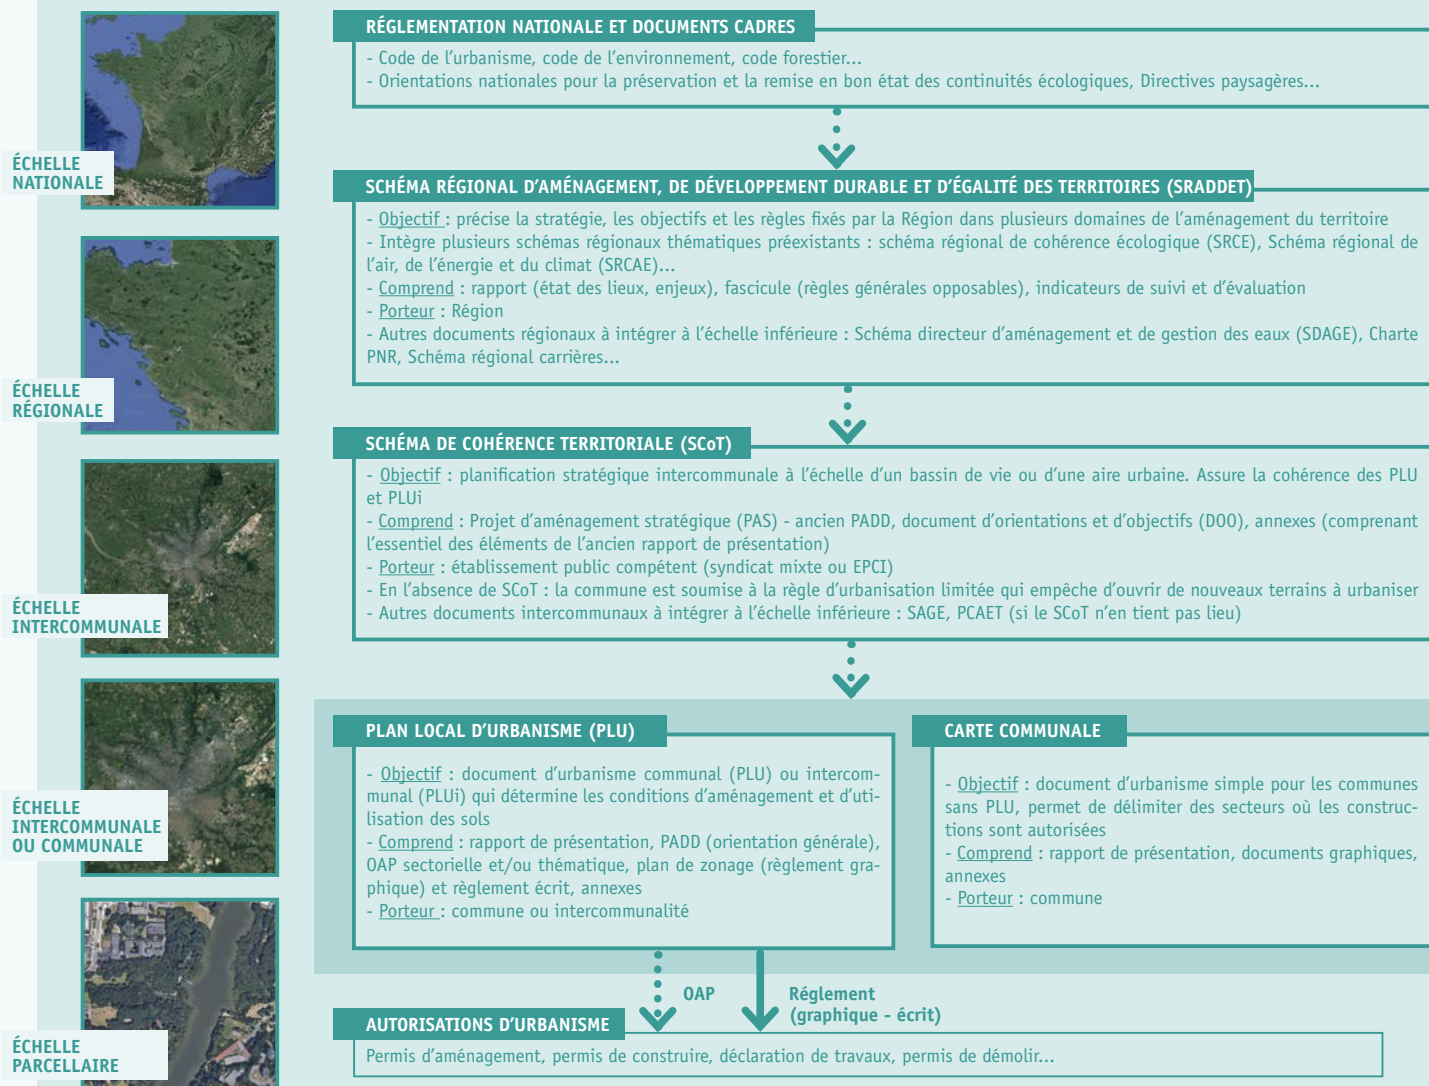 RÉGLEMENTATION NATIONALE ET DOCUMENTS CADRES
- Code de l'urbanisme, code de l'environnement, code forestier...
- Orientations nationales pour la préservation et la remise en bon état des continuités écologiques, Directives paysagères...
ÉCHELLE
NATIONALE
SCHÉMA RÉGIONAL D'AMÉNAGEMENT, DE DÉVELOPPEMENT DURABLE ET D'ÉGALITÉ DES TERRITOIRES (SRADDET)
- Objectif : précise la stratégie, les objectifs et les règles fixés par la Région dans plusieurs domaines de l'aménagement du territoire
- Intègre plusieurs schémas régionaux thématiques préexistants : schéma régional de cohérence écologique (SRCE), Schéma régional de
l'air, de l'énergie et du climat (SRCAE)...
- Comprend : rapport (état des lieux, enjeux), fascicule (règles générales opposables), indicateurs de suivi et d'évaluation
- Porteur : Région
- Autres documents régionaux à intégrer à l'échelle inférieure : Schéma directeur d'aménagement et de gestion des eaux (SDAGE), Charte
PNR, Schéma régional carrières...
ÉCHELLE
RÉGIONALE
SCHÉMA DE COHÉRENCE TERRITORIALE (SCoT)
- Objectif : planification stratégique intercommunale à l'échelle d'un bassin de vie ou d'une aire urbaine. Assure la cohérence des PLU
et PLUi
- Comprend : Projet d'aménagement stratégique (PAS) - ancien PADD, document d'orientations et d'objectifs (DOO), annexes (comprenant
l'essentiel des éléments de l'ancien rapport de présentation)
- Porteur : établissement public compétent (syndicat mixte ou EPCI)
- En l'absence de SCoT : la commune est soumise à la règle d'urbanisation limitée qui empêche d'ouvrir de nouveaux terrains à urbaniser
- Autres documents intercommunaux à intégrer à l'échelle inférieure : SAGE, PCAET (si le SCoT n'en tient pas lieu)
ÉCHELLE
INTERCOMMUNALE
PLAN LOCAL D'URBANISME (PLU)
- Objectif : document d'urbanisme communal (PLU) ou intercom-
munal (PLUi) qui détermine les conditions d'aménagement et d'uti-
lisation des sols
- Comprend : rapport de présentation, PADD (orientation générale),
OAP sectorielle et/ou thématique, plan de zonage (règlement gra-
phique) et règlement écrit, annexes
- Porteur : commune ou intercommunalité
CARTE COMMUNALE
- Objectif : document d'urbanisme simple pour les communes
sans PLU, permet de délimiter des secteurs où les construc-
tions sont autorisées
- Comprend : rapport de présentation, documents graphiques,
annexes
- Porteur : commune
ÉCHELLE
INTERCOMMUNALE
OU COMMUNALE
OAP
Réglement
(graphique - écrit)
AUTORISATIONS D'URBANISME
Permis d'aménagement, permis de construire, déclaration de travaux, permis de démolir...
ÉCHELLE
PARCELLAIRE